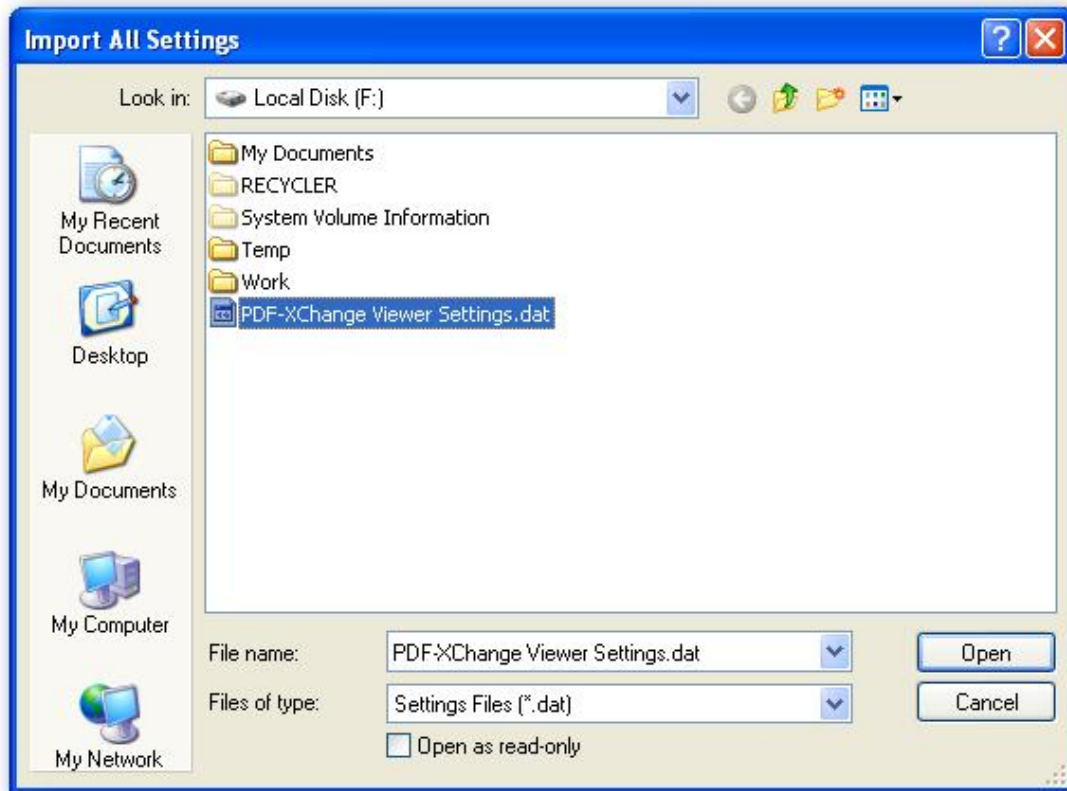 Import All Settings
Look in:
Local Disk (F:)
My Recent
Documents
Desktop
My Documents
My Computer
My Network
My Documents
RECYCLER
System Volume Information
Temp
Work
PDF-XChange Viewer Settings.dat
File name:
PDF-XChange Viewer Settings.dat
Open
Files of type:
Settings Files (*.dat)
Cancel
Open as read-only